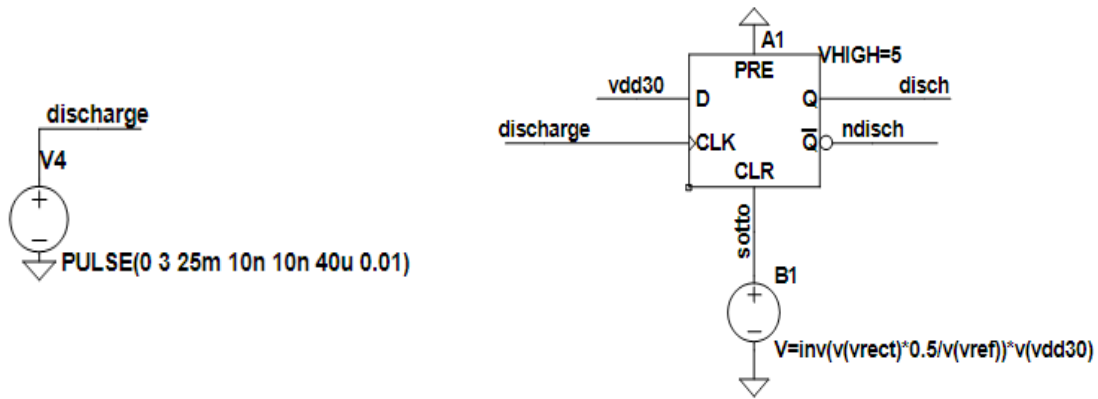 discharge
V4
PULSE(0 3 25m 10n 10n 40u 0.01)
A1
VHIGH=5
PRE
vdd30
D
Q
disch
discharge
CLK
Q̅
ndisch
CLR
sotto
B1
V=inv(v(vrect)*0.5/v(vref))*v(vdd30)